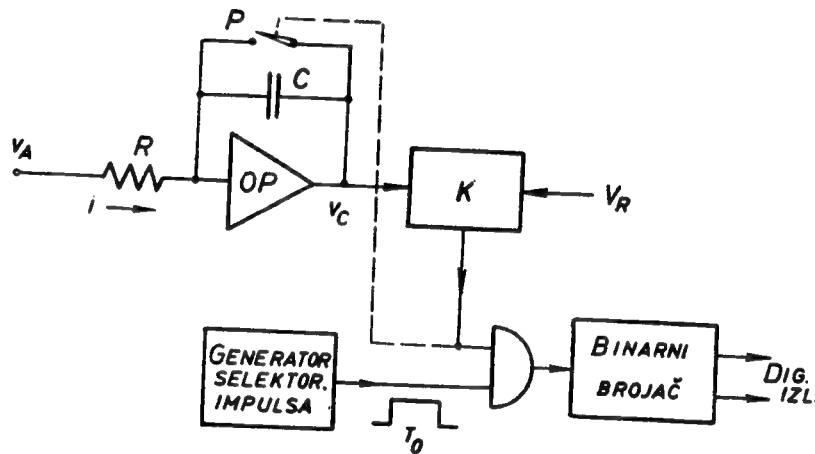 P
C
v_A
R
i
OP
v_C
K
V_R
GENERATOR
SELEKTOR.
IMPULSA
T_0
BINARNI
BROJAČ
DIG.
IZL.